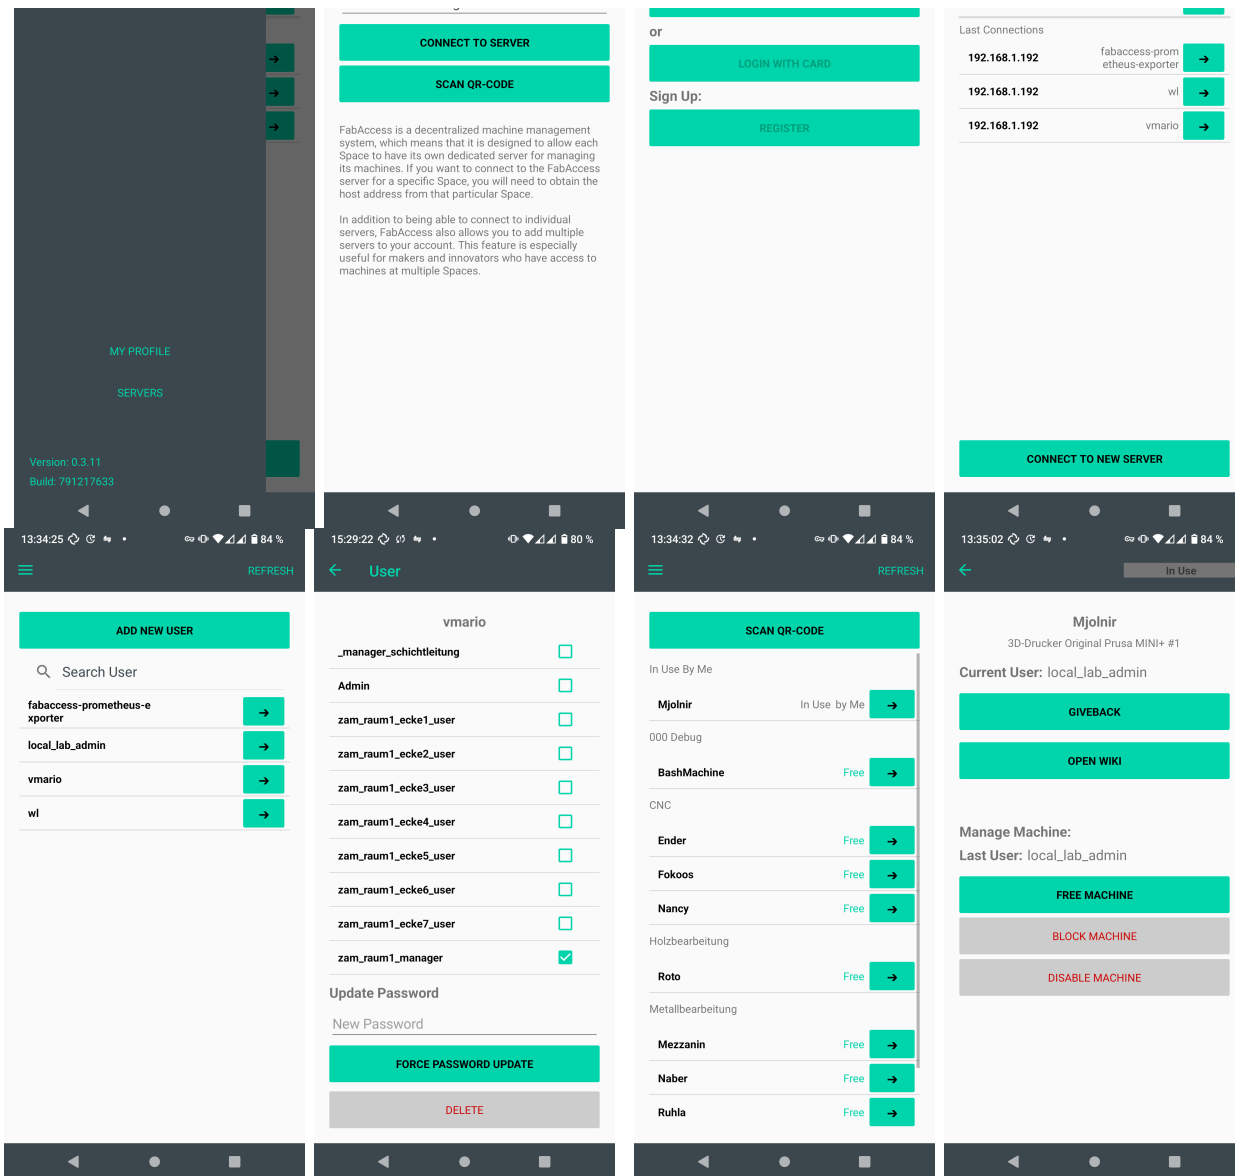 MY PROFILE
SERVERS
Version: 0.3.11
Build: 791217633
CONNECT TO SERVER
SCAN QR-CODE
FabAccess is a decentralized machine management
system, which means that it is designed to allow each
Space to have its own dedicated server for managing
its machines. If you want to connect to the FabAccess
server for a specific Space, you will need to obtain the
host address from that particular Space.
In addition to being able to connect to individual
servers, FabAccess also allows you to add multiple
servers to your account. This feature is especially
useful for makers and innovators who have access to
machines at multiple Spaces.
or
LOGIN WITH CARD
Sign Up:
REGISTER
Last Connections
192.168.1.192 fabaccess-prom
etheus-exporter
192.168.1.192 wl
192.168.1.192 vmario
CONNECT TO NEW SERVER
13:34:25 84 %
REFRESH
ADD NEW USER
Search User
fabaccess-prometheus-e
xporter
local_lab_admin
vmario
wl
15:29:22 80 %
User
vmario
_manager_schichtleitung
Admin
zam_raum1_ecke1_user
zam_raum1_ecke2_user
zam_raum1_ecke3_user
zam_raum1_ecke4_user
zam_raum1_ecke5_user
zam_raum1_ecke6_user
zam_raum1_ecke7_user
zam_raum1_manager
Update Password
New Password
FORCE PASSWORD UPDATE
DELETE
13:34:32 84 %
REFRESH
SCAN QR-CODE
In Use By Me
Mjolnir In Use by Me
000 Debug
BashMachine Free
CNC
Ender Free
Fokoos Free
Nancy Free
Holzbearbeitung
Roto Free
Metallbearbeitung
Mezzanin Free
Naber Free
Ruhla Free
13:35:02 84 %
In Use
Mjolnir
3D-Drucker Original Prusa MINI+ #1
Current User: local_lab_admin
GIVEBACK
OPEN WIKI
Manage Machine:
Last User: local_lab_admin
FREE MACHINE
BLOCK MACHINE
DISABLE MACHINE